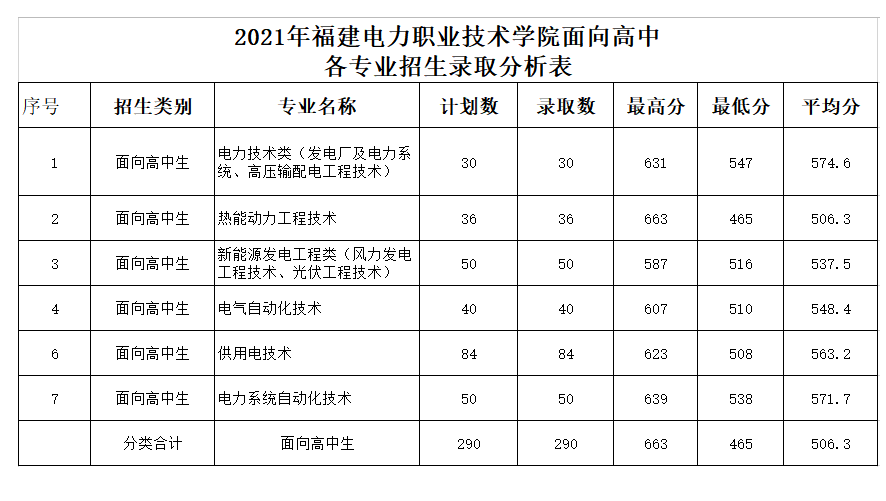 2021年福建电力职业技术学院面向高中
各专业招生录取分析表
序号 招生类别 专业名称 计划数 录取数 最高分 最低分 平均分
1 面向高中生 电力技术类（发电厂及电力系 30 30 631 547 574.6
统、高压输配电工程技术）
2 面向高中生 热能动力工程技术 36 36 663 465 506.3
3 面向高中生 新能源发电工程类（风力发电 50 50 587 516 537.5
工程技术、光伏工程技术）
4 面向高中生 电气自动化技术 40 40 607 510 548.4
6 面向高中生 供用电技术 84 84 623 508 563.2
7 面向高中生 电力系统自动化技术 50 50 639 538 571.7
分类合计 面向高中生 290 290 663 465 506.3